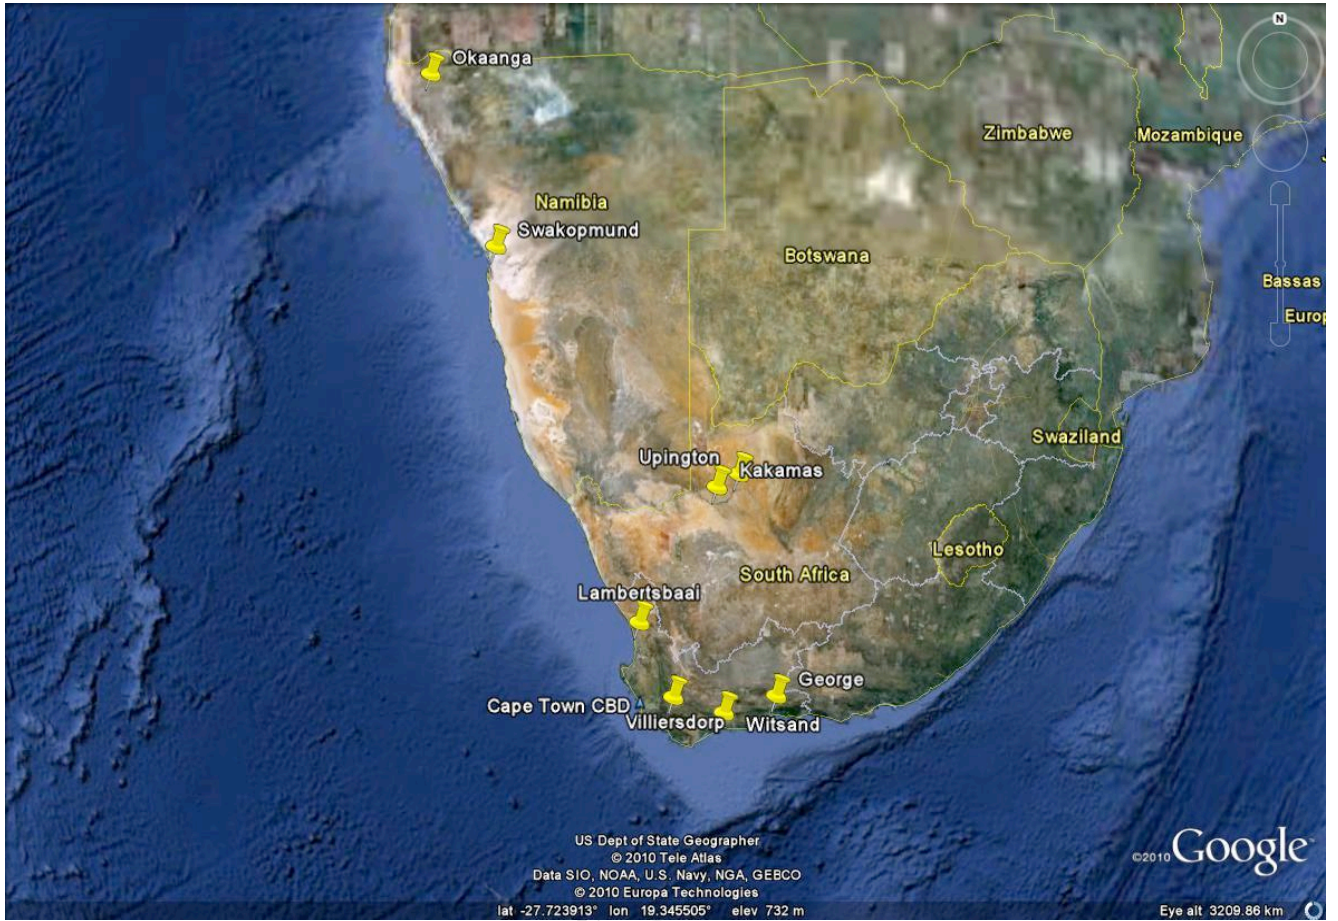 N
Okaanga
Zimbabwe
Mozambique
Namibia
Swakopmund
Botswana
Bassas
Europ
Swaziland
Upington
Kakamas
Lesotho
South Africa
Lambertsbaai
George
Cape Town CBD
Villiersdorp
Witsand
US Dept of State Geographer
© 2010 Tele Atlas
Data SIO, NOAA, U.S. Navy, NGA, GEBCO
© 2010 Europa Technologies
©2010 Google™
lat -27.723913° lon 19.345505° elev 732 m
Eye alt 3209.86 km